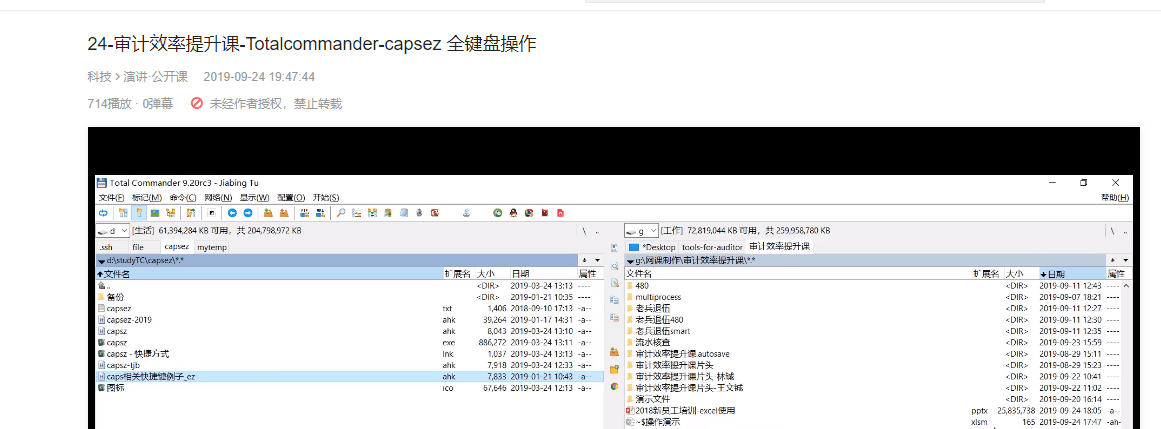 24-审计效率提升课-Totalcommander-capsez 全键盘操作
科技 > 演讲·公开课 2019-09-24 19:47:44
714播放 · 0弹幕 未经作者授权，禁止转载
Total Commander 9.20rc3 - Jiabing Tu
文件(F) 标记(M) 命令(C) 网络(N) 显示(W) 配置(O) 开始(S) 帮助(H)
d [生活] 61,394,284 KB 可用，共 204,798,972 KB \ ..
g [工作] 72,819,044 KB 可用，共 259,958,780 KB \ ..
.ssh file capsez mytemp
*Desktop tools-for-auditor 审计效率提升课
d:\studyTC\capsez\*.*
g:\网课制作\审计效率提升课\*.*
文件名 扩展名 大小 日期 属性
.. <DIR> 2019-03-24 13:13 ----
备份 <DIR> 2019-01-21 10:35 ----
capsez txt 1,406 2018-09-10 17:13 -a--
capsez-2019 ahk 39,264 2019-01-17 14:31 -a--
capsz ahk 8,043 2019-03-24 13:10 -a--
capsz exe 886,272 2019-03-24 13:11 -a--
capsz - 快捷方式 lnk 1,037 2019-03-24 13:13 -a--
capsz-tjb ahk 7,918 2019-03-24 12:33 -a--
caps相关快捷键例子_ez ahk 7,833 2019-01-21 10:43 -a--
图标 ico 67,646 2019-03-24 12:13 -a--
文件名 扩展名 大小 日期 属性
480 <DIR> 2019-09-11 12:43 ----
multiprocess <DIR> 2019-09-07 18:21 ----
老兵退伍 <DIR> 2019-09-11 12:27 ----
老兵退伍480 <DIR> 2019-09-11 12:30 ----
老兵退伍smart <DIR> 2019-09-11 12:35 ----
流水核查 <DIR> 2019-09-23 15:59 ----
审计效率提升课.autosave <DIR> 2019-08-29 15:11 ----
审计效率提升课片头 <DIR> 2019-08-29 15:23 ----
审计效率提升课片头-林铖 <DIR> 2019-09-22 10:41 ----
审计效率提升课片头-王文铖 <DIR> 2019-09-22 11:02 ----
演示文件 <DIR> 2019-09-20 16:14 ----
2018新员工培训-excel使用 pptx 25,835,738 2019-09-24 18:05 -a--
~$操作演示 xlsm 165 2019-09-24 17:47 -ah-